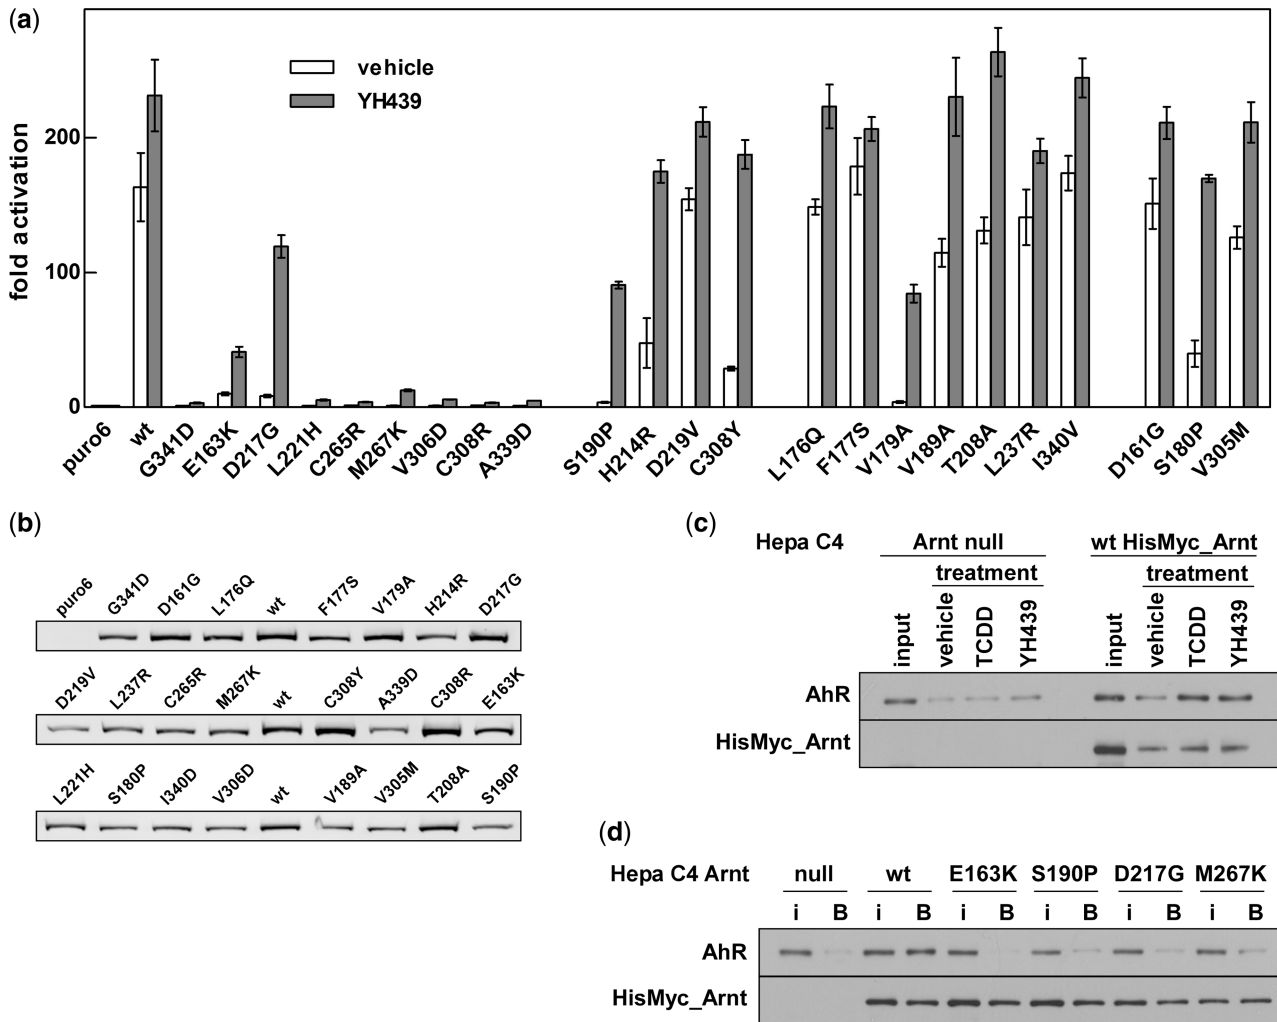 (a)
vehicle
YH439
fold activation
200
100
0
puro6 wt G341D E163K D217G L221H C265R M267K V306D C308R A339D S190P H214R D219V C308Y L176Q F177S V179A V189A T208A L237R I340V D161G S180P V305M
(b)
puro6 G341D D161G L176Q wt F177S V179A H214R D217G
D219V L237R C265R M267K wt C308Y A339D C308R E163K
L221H S180P I340D V306D wt V189A V305M T208A S190P
(c)
Hepa C4 Arnt null wt HisMyc_Arnt
treatment treatment
input vehicle TCDD YH439 input vehicle TCDD YH439
AhR
HisMyc_Arnt
(d)
Hepa C4 Arnt null wt E163K S190P D217G M267K
i B i B i B i B i B i B
AhR
HisMyc_Arnt